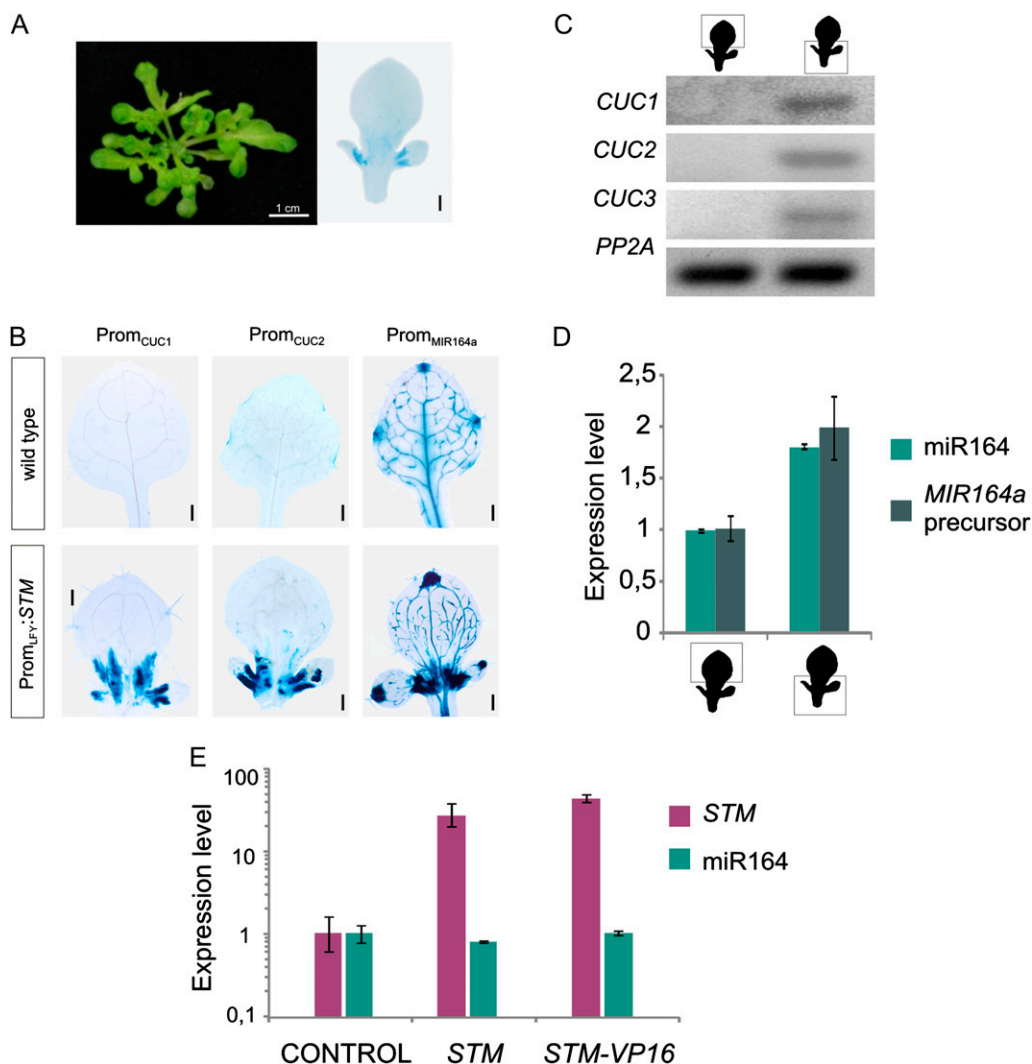 A
1 cm
C
CUC1
CUC2
CUC3
PP2A
B
PromCUC1 PromCUC2 PromMIR164a
wild type
PromLFY:STM
D
Expression level
2,5
2
1,5
1
0,5
0
miR164
MIR164a
precursor
E
Expression level
100
10
1
0,1
CONTROL STM STM-VP16
STM
miR164